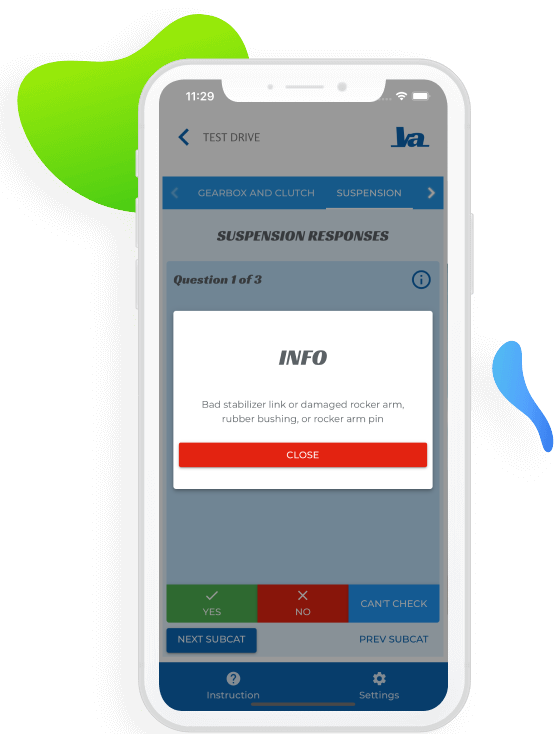 11:29
TEST DRIVE
va
GEARBOX AND CLUTCH SUSPENSION
SUSPENSION RESPONSES
Question 1 of 3
INFO
Bad stabilizer link or damaged rocker arm,
rubber bushing, or rocker arm pin
CLOSE
YES NO CAN'T CHECK
NEXT SUBCAT PREV SUBCAT
Instruction Settings